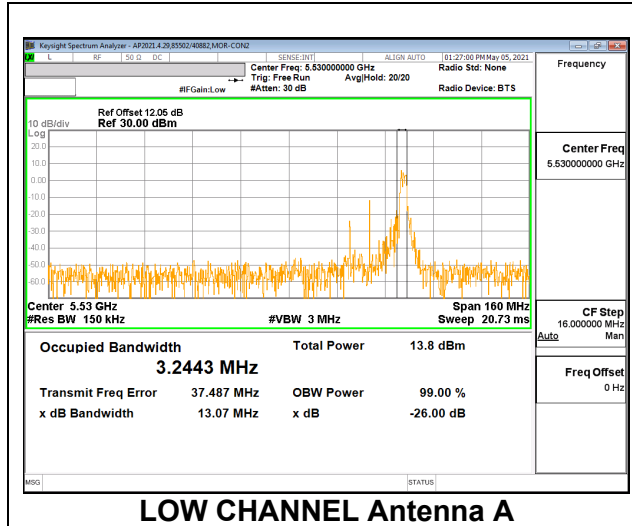 Keysight Spectrum Analyzer - AP2021.4.29,85502/40882,MOR-CON2
L RF 50 Ω DC SENSE:INT ALIGN AUTO 01:27:00 PM May 05, 2021
Center Freq: 5.530000000 GHz Radio Std: None
Trig: Free Run Avg|Hold: 20/20
#IFGain:Low #Atten: 30 dB Radio Device: BTS
Frequency
Ref Offset 12.05 dB
10 dB/div Ref 30.00 dBm
Log
20.0
10.0
0.00
-10.0
-20.0
-30.0
-40.0
-50.0
-60.0
Center 5.53 GHz Span 160 MHz
#Res BW 150 kHz #VBW 3 MHz Sweep 20.73 ms
Center Freq
5.530000000 GHz
CF Step
16.000000 MHz
Auto Man
Freq Offset
0 Hz
Occupied Bandwidth Total Power 13.8 dBm
3.2443 MHz
Transmit Freq Error 37.487 MHz OBW Power 99.00 %
x dB Bandwidth 13.07 MHz x dB -26.00 dB
MSG STATUS
LOW CHANNEL Antenna A